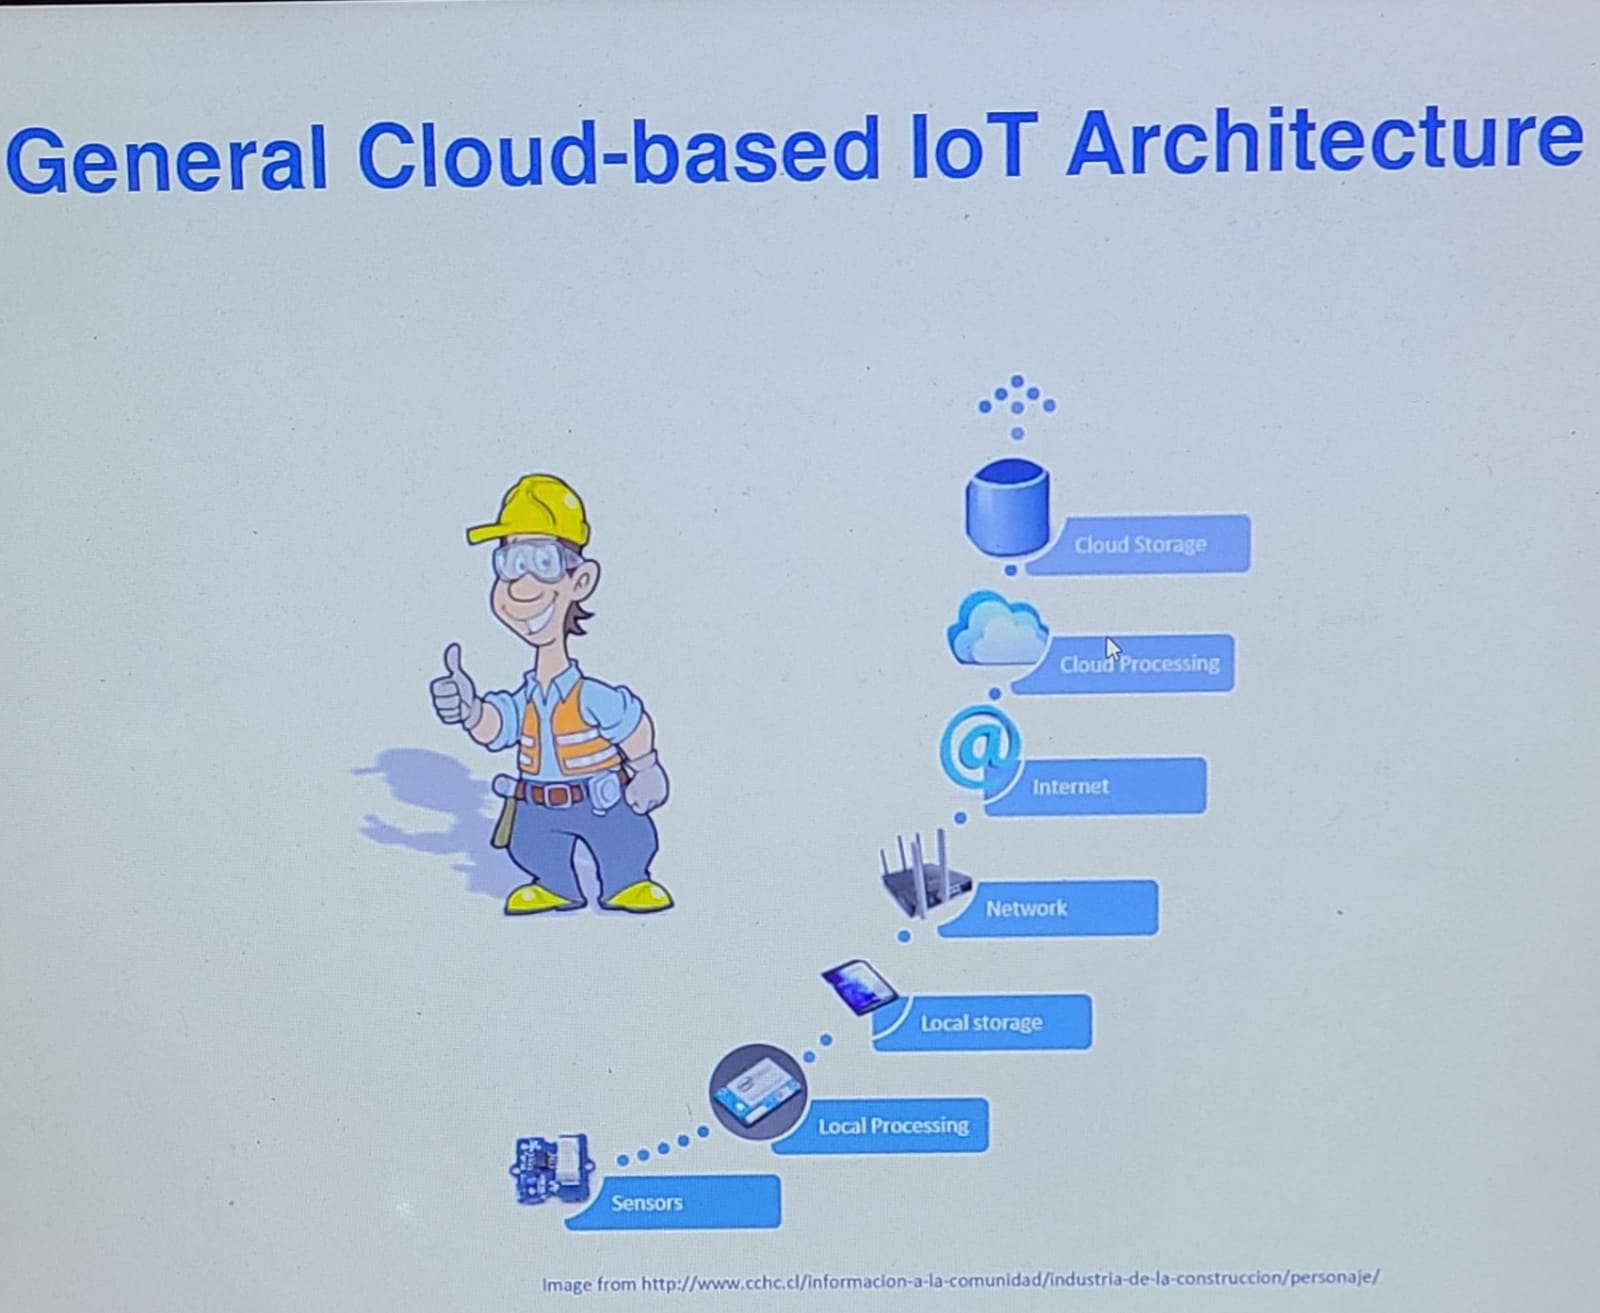 General Cloud-based IoT Architecture
Cloud Storage
Cloud Processing
Internet
Network
Local storage
Local Processing
Sensors
Image from http://www.cchc.cl/informacion-a-la-comunidad/industria-de-la-construccion/personaje/